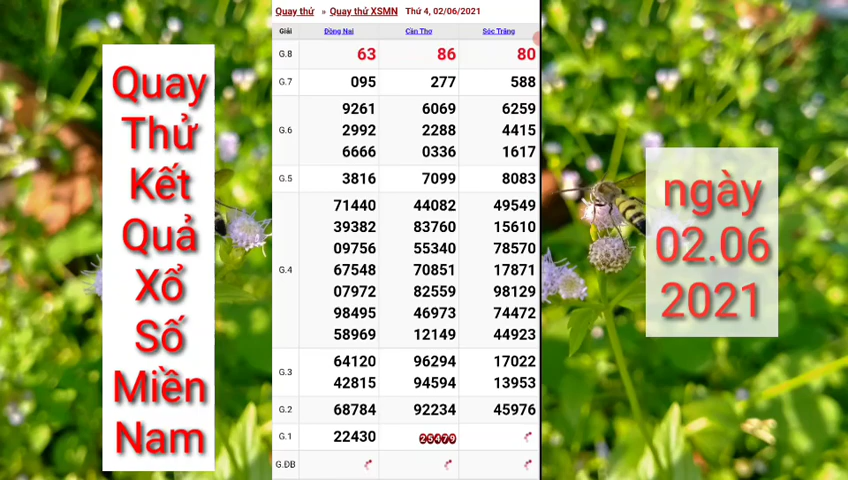 Quay
Thử
Kết
Quả
Xổ
Số
Miền
Nam
Quay thử » Quay thử XSMN Thứ 4, 02/06/2021
Giải Đồng Nai Cần Thơ Sóc Trăng
G.8 63 86 80
G.7 095 277 588
G.6 9261 6069 6259
2992 2288 4415
6666 0336 1617
G.5 3816 7099 8083
G.4 71440 44082 49549
39382 83760 15610
09756 55340 78570
67548 70851 17871
07972 82559 98129
98495 46973 74472
58969 12149 44923
G.3 64120 96294 17022
42815 94594 13953
G.2 68784 92234 45976
G.1 22430 25479
G.ĐB
ngày
02.06
2021